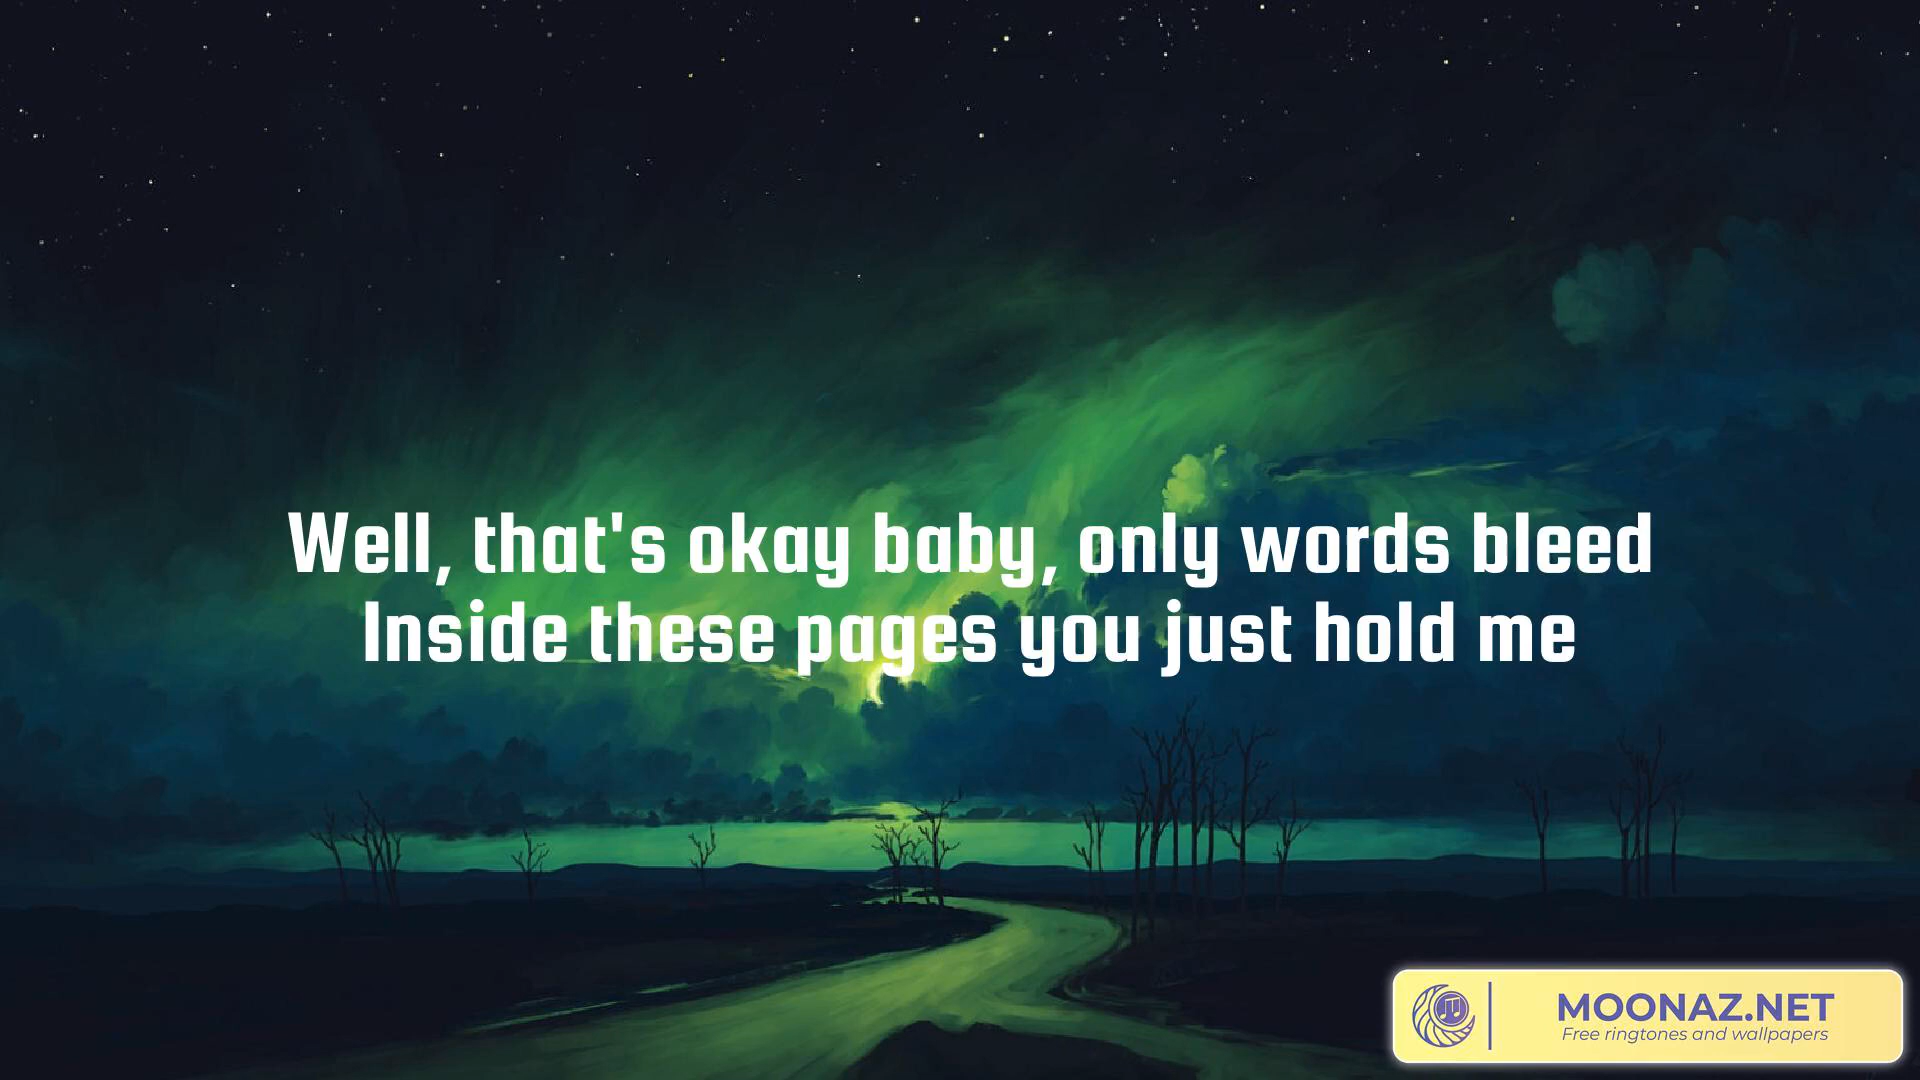 Well, that's okay baby, only words bleed
Inside these pages you just hold me
MOONAZ.NET
Free ringtones and wallpapers